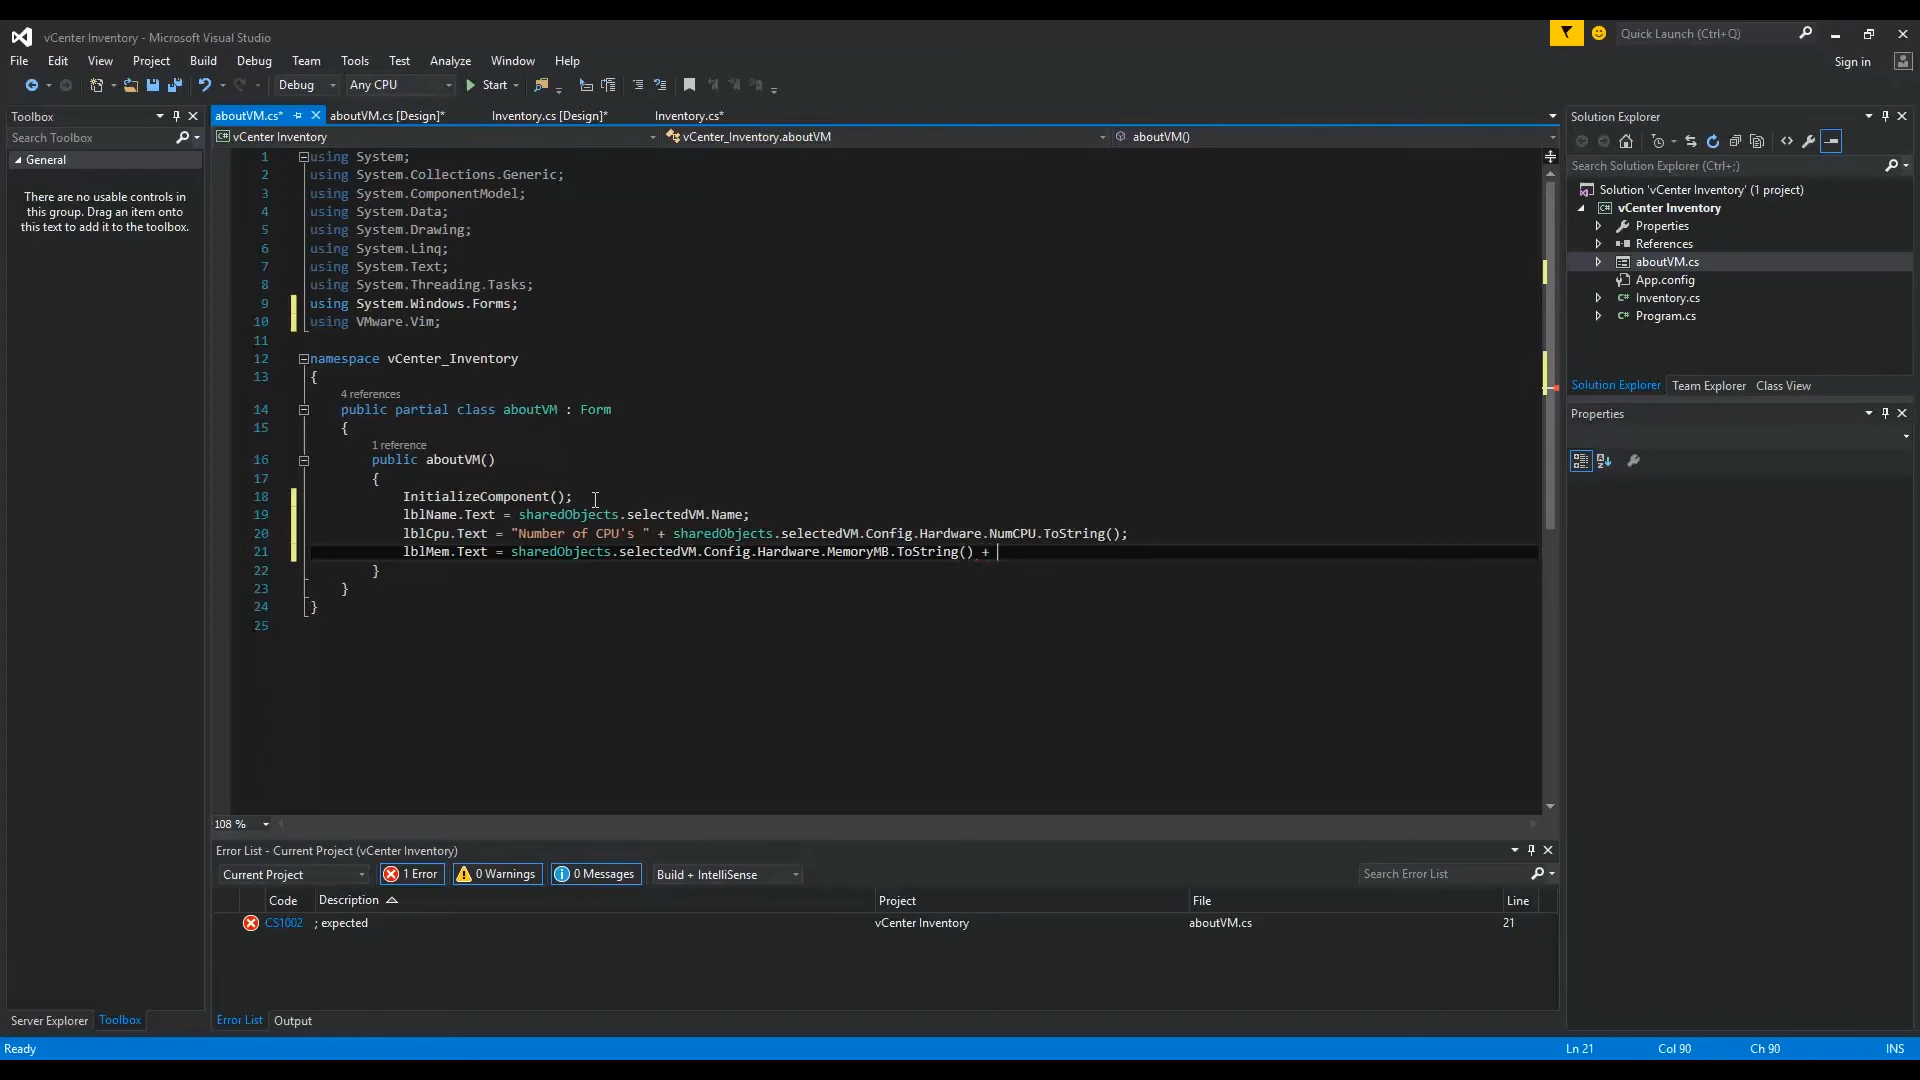 vCenter Inventory - Microsoft Visual Studio
Quick Launch (Ctrl+Q)
File Edit View Project Build Debug Team Tools Test Analyze Window Help
Sign in
Debug Any CPU Start
Toolbox
Search Toolbox
General
There are no usable controls in
this group. Drag an item onto
this text to add it to the toolbox.
Server Explorer Toolbox
aboutVM.cs* aboutVM.cs [Design]* Inventory.cs [Design]* Inventory.cs*
vCenter Inventory vCenter_Inventory.aboutVM aboutVM()
1 using System;
2 using System.Collections.Generic;
3 using System.ComponentModel;
4 using System.Data;
5 using System.Drawing;
6 using System.Linq;
7 using System.Text;
8 using System.Threading.Tasks;
9 using System.Windows.Forms;
10 using VMware.Vim;
11
12 namespace vCenter_Inventory
13 {
4 references
14 public partial class aboutVM : Form
15 {
1 reference
16 public aboutVM()
17 {
18 InitializeComponent();
19 lblName.Text = sharedObjects.selectedVM.Name;
20 lblCpu.Text = "Number of CPU's " + sharedObjects.selectedVM.Config.Hardware.NumCPU.ToString();
21 lblMem.Text = sharedObjects.selectedVM.Config.Hardware.MemoryMB.ToString() +
22 }
23 }
24 }
25
108 %
Error List - Current Project (vCenter Inventory)
Current Project 1 Error 0 Warnings 0 Messages Build + IntelliSense Search Error List
Code Description Project File Line
CS1002 ; expected vCenter Inventory aboutVM.cs 21
Error List Output
Solution Explorer
Search Solution Explorer (Ctrl+;)
Solution 'vCenter Inventory' (1 project)
vCenter Inventory
Properties
References
aboutVM.cs
App.config
Inventory.cs
Program.cs
Solution Explorer Team Explorer Class View
Properties
Ready Ln 21 Col 90 Ch 90 INS